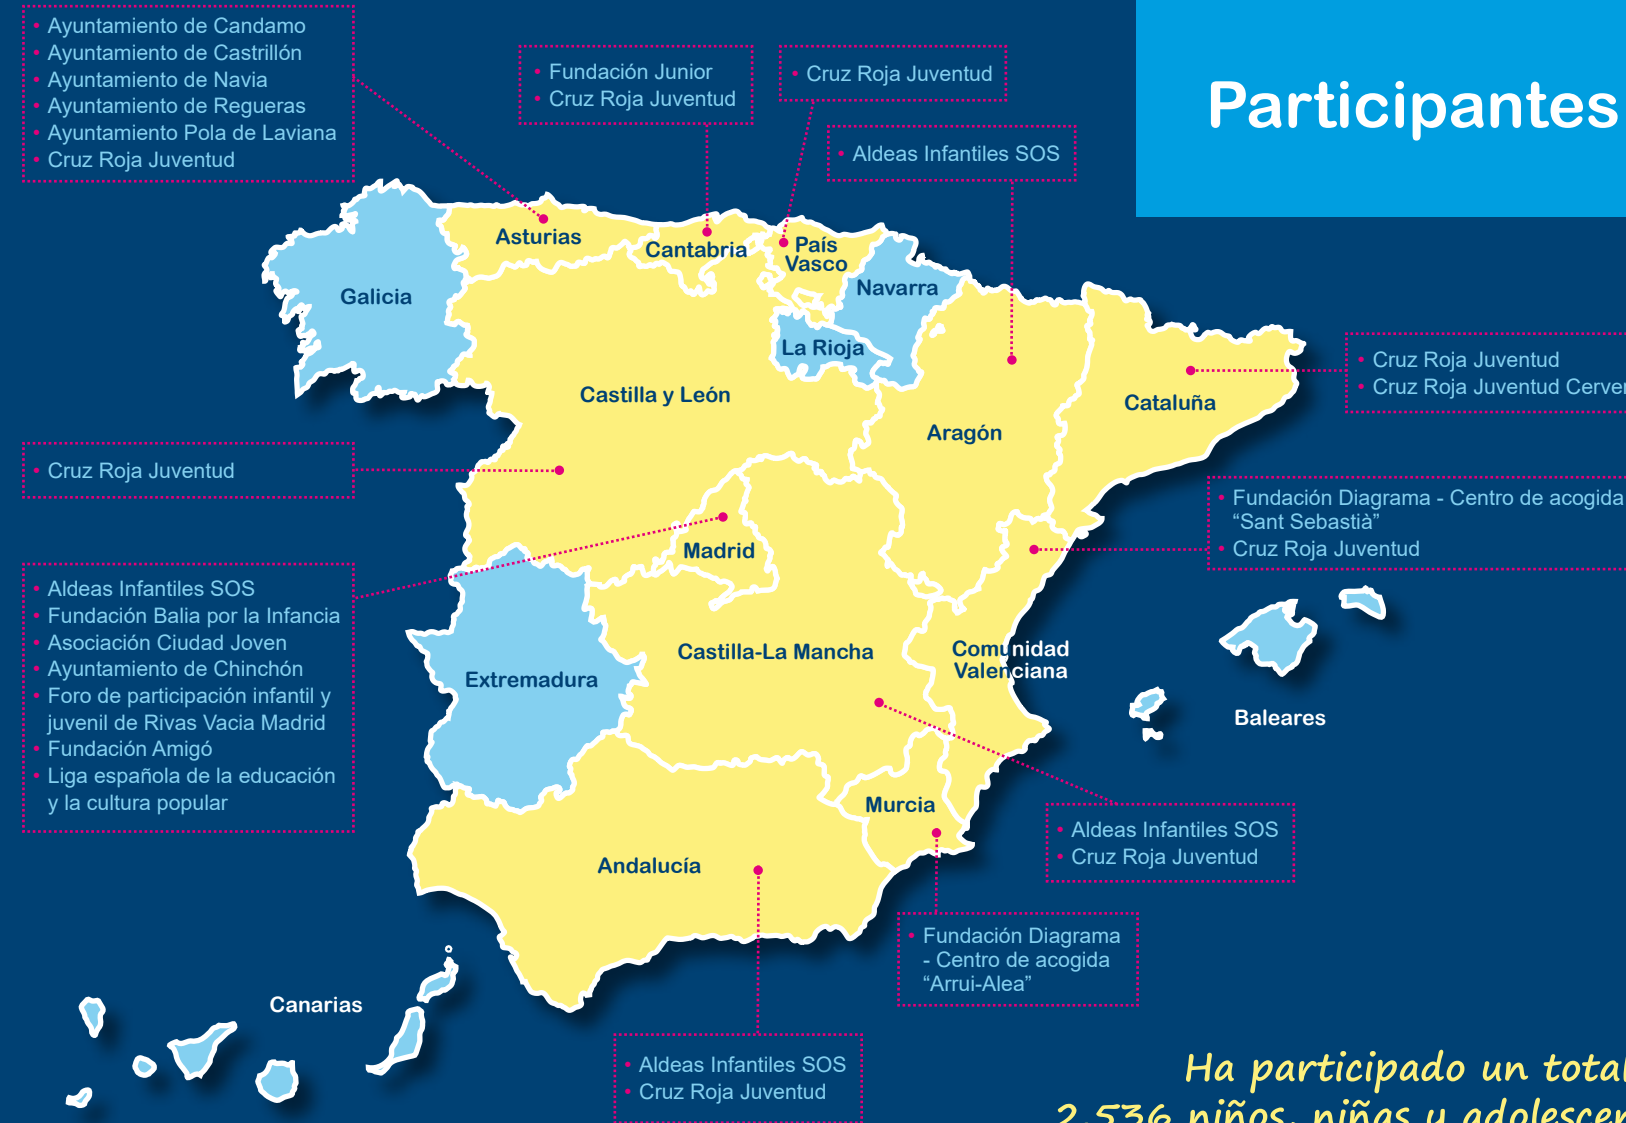 Participantes
• Ayuntamiento de Candamo
• Ayuntamiento de Castrillón
• Ayuntamiento de Navia
• Ayuntamiento de Regueras
• Ayuntamiento Pola de Laviana
• Cruz Roja Juventud
• Fundación Junior
• Cruz Roja Juventud
• Cruz Roja Juventud
• Aldeas Infantiles SOS
Asturias
Cantabria
País
Vasco
Navarra
Galicia
La Rioja
Castilla y León
Aragón
Cataluña
• Cruz Roja Juventud
• Cruz Roja Juventud
• Cruz Roja Juventud
• Fundación Diagrama - Centro de acogida
“Sant Sebastià”
• Cruz Roja Juventud
Madrid
• Aldeas Infantiles SOS
• Fundación Balia por la Infancia
• Asociación Ciudad Joven
• Ayuntamiento de Chinchón
• Foro de participación infantil y
juvenil de Rivas Vacia Madrid
• Fundación Amigó
• Liga española de la educación
y la cultura popular
Extremadura
Castilla-La Mancha
Comunidad
Valenciana
Baleares
Murcia
Andalucía
• Aldeas Infantiles SOS
• Cruz Roja Juventud
• Fundación Diagrama
- Centro de acogida
“Arrui-Alea”
Canarias
• Aldeas Infantiles SOS
• Cruz Roja Juventud
Ha participado un total
2.536 niños, niñas y